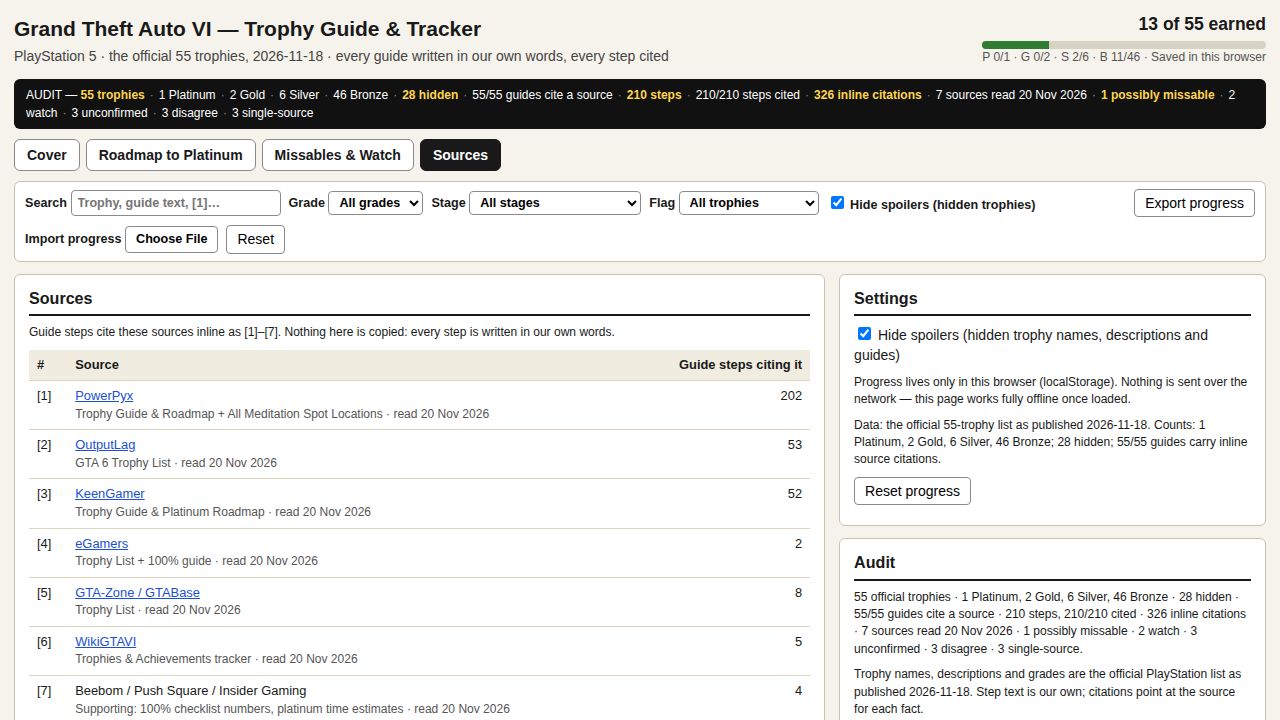 Grand Theft Auto VI — Trophy Guide & Tracker
PlayStation 5 · the official 55 trophies, 2026-11-18 · every guide written in our own words, every step cited
13 of 55 earned
P 0/1 · G 0/2 · S 2/6 · B 11/46 · Saved in this browser
AUDIT — 55 trophies · 1 Platinum · 2 Gold · 6 Silver · 46 Bronze · 28 hidden · 55/55 guides cite a source · 210 steps · 210/210 steps cited · 326 inline citations · 7 sources read 20 Nov 2026 · 1 possibly missable · 2
watch · 3 unconfirmed · 3 disagree · 3 single-source
Cover
Roadmap to Platinum
Missables & Watch
Sources
Search Trophy, guide text, [1]… Grade All grades Stage All stages Flag All trophies Hide spoilers (hidden trophies) Export progress
Import progress Choose File Reset
Sources
Guide steps cite these sources inline as [1]–[7]. Nothing here is copied: every step is written in our own words.
# Source Guide steps citing it
[1] PowerPyx 202
Trophy Guide & Roadmap + All Meditation Spot Locations · read 20 Nov 2026
[2] OutputLag 53
GTA 6 Trophy List · read 20 Nov 2026
[3] KeenGamer 52
Trophy Guide & Platinum Roadmap · read 20 Nov 2026
[4] eGamers 2
Trophy List + 100% guide · read 20 Nov 2026
[5] GTA-Zone / GTABase 8
Trophy List · read 20 Nov 2026
[6] WikiGTAVI 5
Trophies & Achievements tracker · read 20 Nov 2026
[7] Beebom / Push Square / Insider Gaming 4
Supporting: 100% checklist numbers, platinum time estimates · read 20 Nov 2026
Settings
Hide spoilers (hidden trophy names, descriptions and
guides)
Progress lives only in this browser (localStorage). Nothing is sent over the
network — this page works fully offline once loaded.
Data: the official 55-trophy list as published 2026-11-18. Counts: 1
Platinum, 2 Gold, 6 Silver, 46 Bronze; 28 hidden; 55/55 guides carry inline
source citations.
Reset progress
Audit
55 official trophies · 1 Platinum, 2 Gold, 6 Silver, 46 Bronze · 28 hidden ·
55/55 guides cite a source · 210 steps, 210/210 cited · 326 inline citations
· 7 sources read 20 Nov 2026 · 1 possibly missable · 2 watch · 3
unconfirmed · 3 disagree · 3 single-source.
Trophy names, descriptions and grades are the official PlayStation list as
published 2026-11-18. Step text is our own; citations point at the source
for each fact.